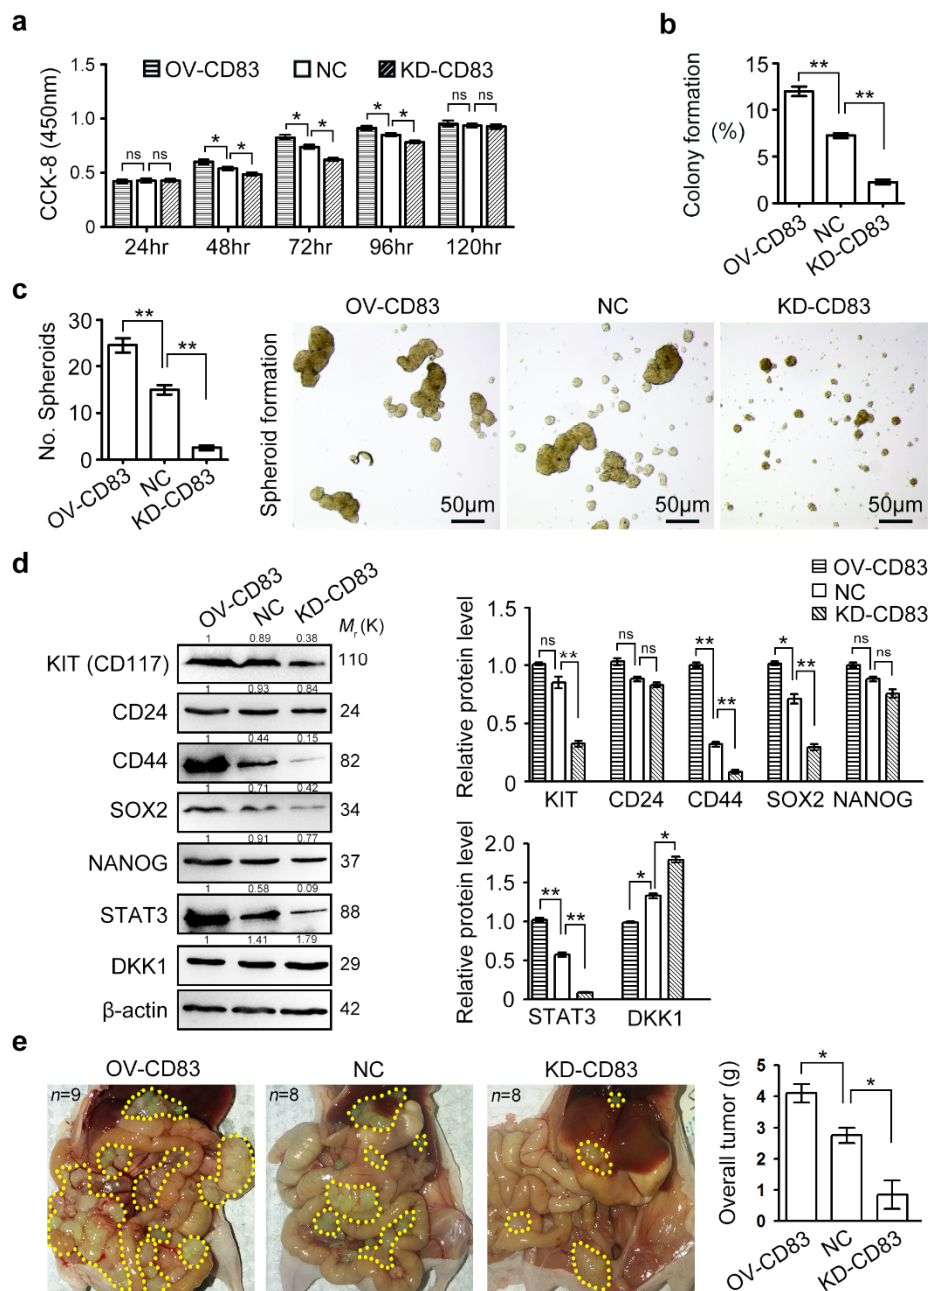 a
CCK-8 (450nm)
1.5
1.0
0.5
0
OV-CD83 NC KD-CD83
ns ns
* *
* *
* *
ns ns
24hr 48hr 72hr 96hr 120hr
b
Colony formation
(%)
15
10
5
0
**
**
OV-CD83
NC
KD-CD83
c
No. Spheroids
30
20
10
0
**
**
OV-CD83
NC
KD-CD83
Spheroid formation
OV-CD83 NC KD-CD83
50μm 50μm 50μm
d
OV-CD83 NC KD-CD83
Mr (K)
1 0.89 0.38
KIT (CD117) 110
1 0.93 0.84
CD24 24
1 0.44 0.15
CD44 82
1 0.71 0.42
SOX2 34
1 0.91 0.77
NANOG 37
1 0.58 0.09
STAT3 88
1 1.41 1.79
DKK1 29
β-actin 42
OV-CD83
NC
KD-CD83
Relative protein level
1.5
1.0
0.5
0
ns **
ns ns
** **
* **
ns ns
KIT CD24 CD44 SOX2 NANOG
Relative protein level
2.0
1.5
1.0
0.5
0
** **
* *
STAT3 DKK1
e
OV-CD83 NC KD-CD83
n=9 n=8 n=8
Overall tumor (g)
5
4
3
2
1
0
*
*
OV-CD83
NC
KD-CD83